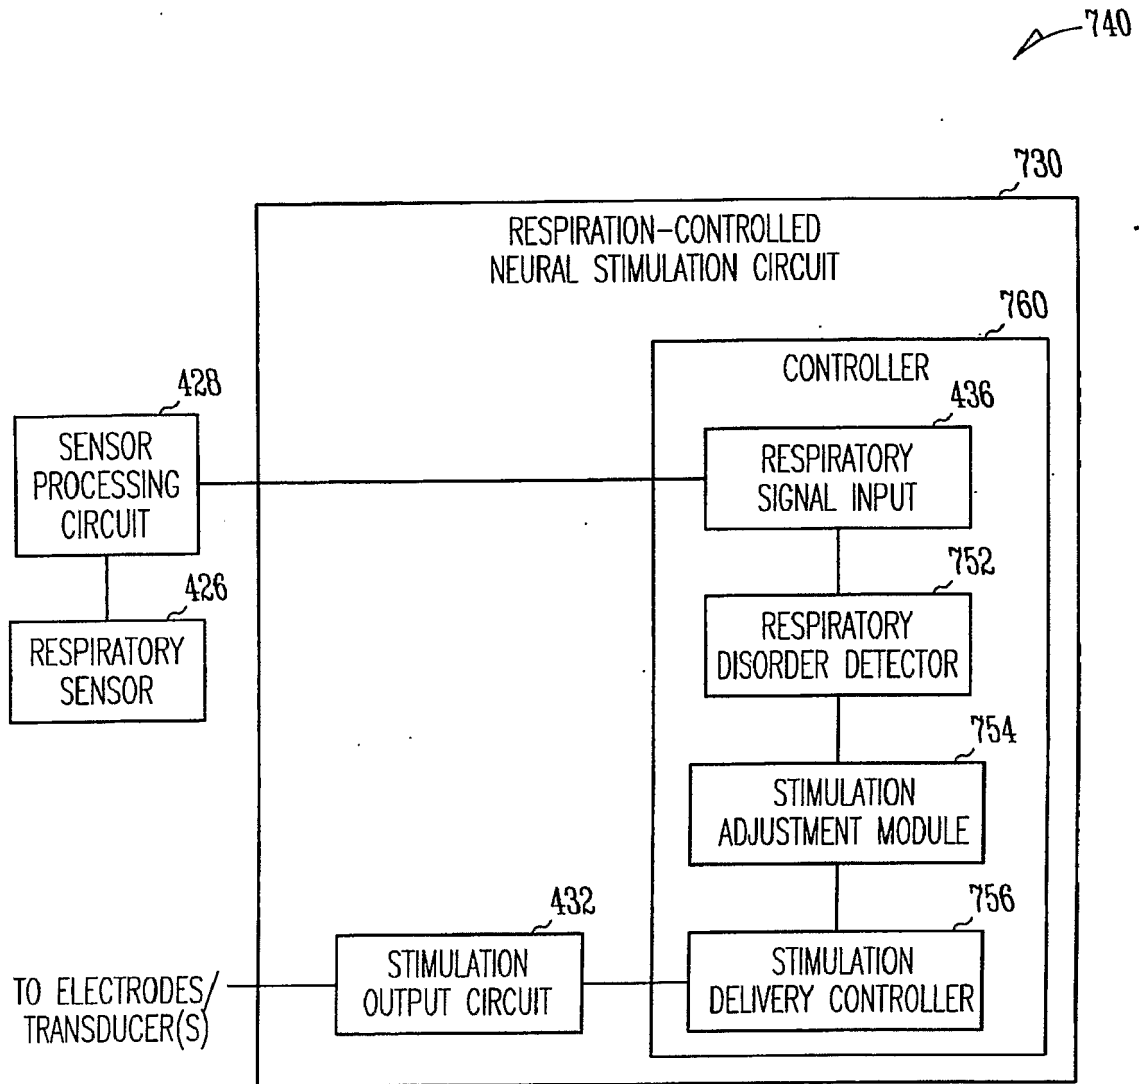 740
730
RESPIRATION-CONTROLLED
NEURAL STIMULATION CIRCUIT
760
CONTROLLER
428
SENSOR
PROCESSING
CIRCUIT
436
RESPIRATORY
SIGNAL INPUT
426
RESPIRATORY
SENSOR
752
RESPIRATORY
DISORDER DETECTOR
754
STIMULATION
ADJUSTMENT MODULE
432
STIMULATION
OUTPUT CIRCUIT
756
STIMULATION
DELIVERY CONTROLLER
TO ELECTRODES/
TRANSDUCER(S)